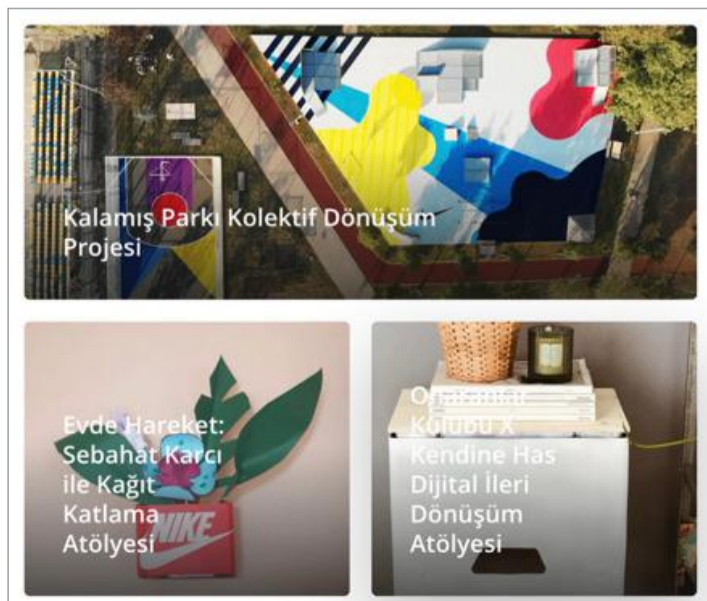 Kalamış Parkı Kolektif Dönüşüm
Projesi
Evde Hareket:
Sebahat Karcı
ile Kağıt
Katlama
Atölyesi
NIKE
Onaranlar
Kulübü X
Kendine Has
Dijital İleri
Dönüşüm
Atölyesi